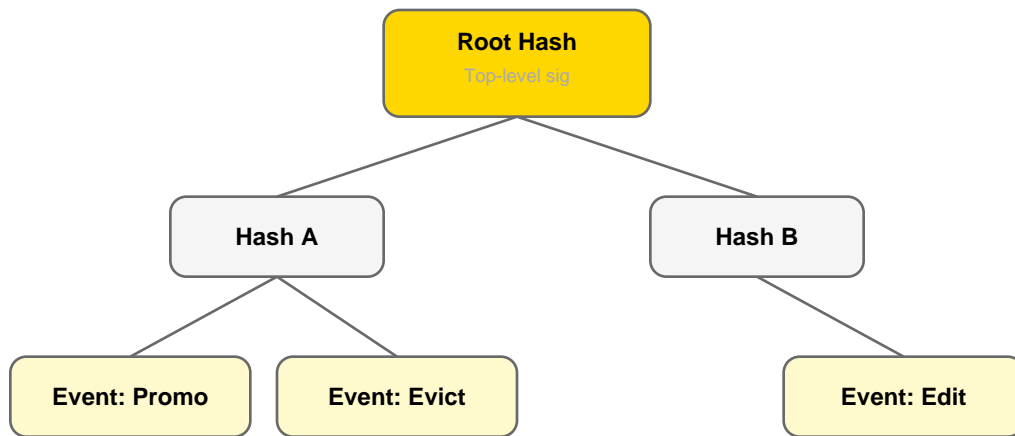 Root Hash
Top-level sig
Hash A
Hash B
Event: Promo
Event: Evict
Event: Edit